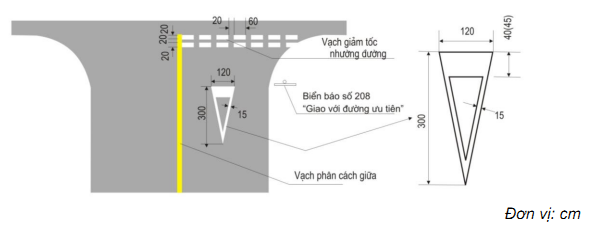 20 60
20
20
20
Vạch giảm tốc
nhường đường
120
300
15
Biển báo số 208
“Giao với đường ưu tiên”
Vạch phân cách giữa
120
40(45)
300
15
Đơn vị: cm